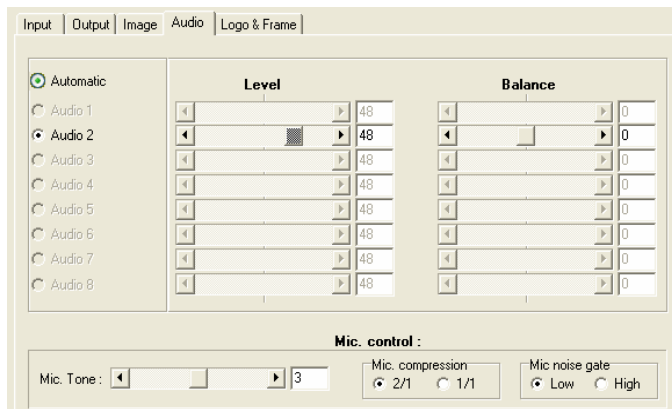 Input Output Image Audio Logo & Frame
Automatic Level Balance
Audio 1 48 0
Audio 2 48 0
Audio 3 48 0
Audio 4 48 0
Audio 5 48 0
Audio 6 48 0
Audio 7 48 0
Audio 8 48 0
Mic. control :
Mic. compression Mic noise gate
Mic. Tone : 3 2/1 1/1 Low High